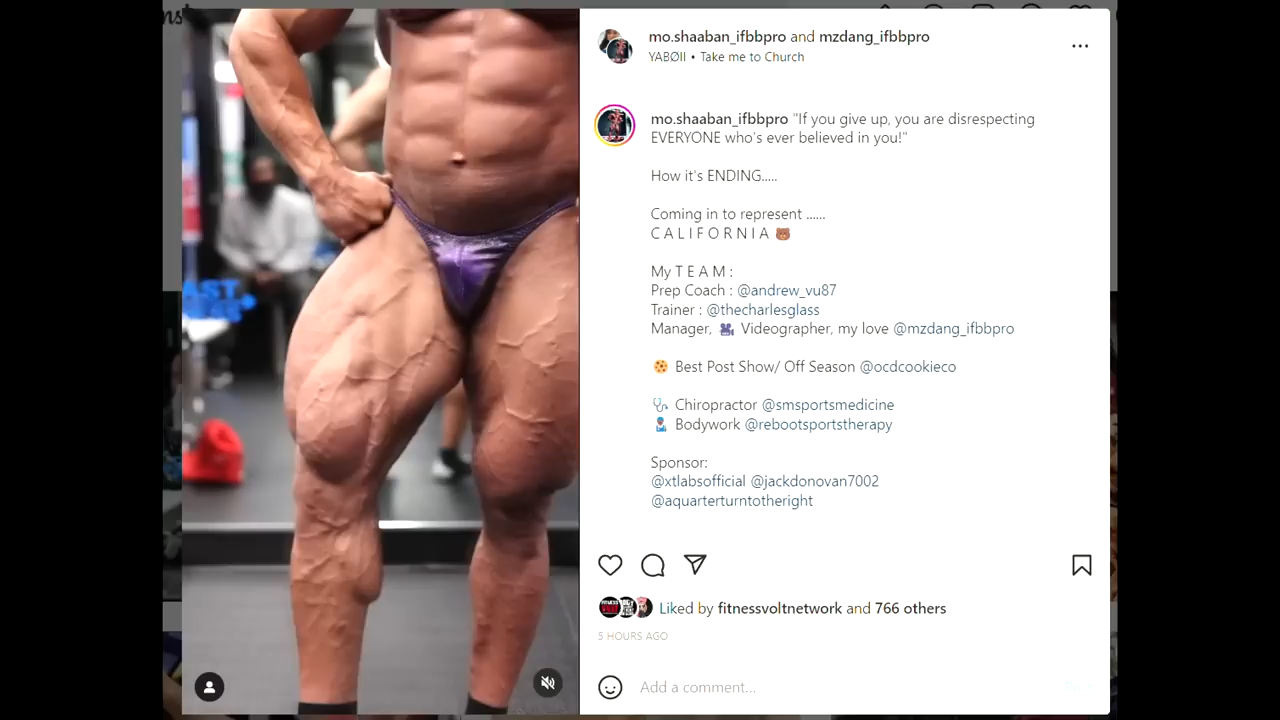 mo.shaaban_ifbbpro and mzdang_ifbbpro
YABØII • Take me to Church
mo.shaaban_ifbbpro "If you give up, you are disrespecting
EVERYONE who's ever believed in you!"
How it's ENDING.....
Coming in to represent ......
C A L I F O R N I A 🐻
My T E A M :
Prep Coach : @andrew_vu87
Trainer : @thecharlesglass
Manager, 🎥 Videographer, my love @mzdang_ifbbpro
🍪 Best Post Show/ Off Season @ocdcookieco
🩺 Chiropractor @smsportsmedicine
Bodywork @rebootsportstherapy
Sponsor:
@xtlabsofficial @jackdonovan7002
@aquarterturntotheright
Liked by fitnessvoltnetwork and 766 others
5 HOURS AGO
Add a comment...